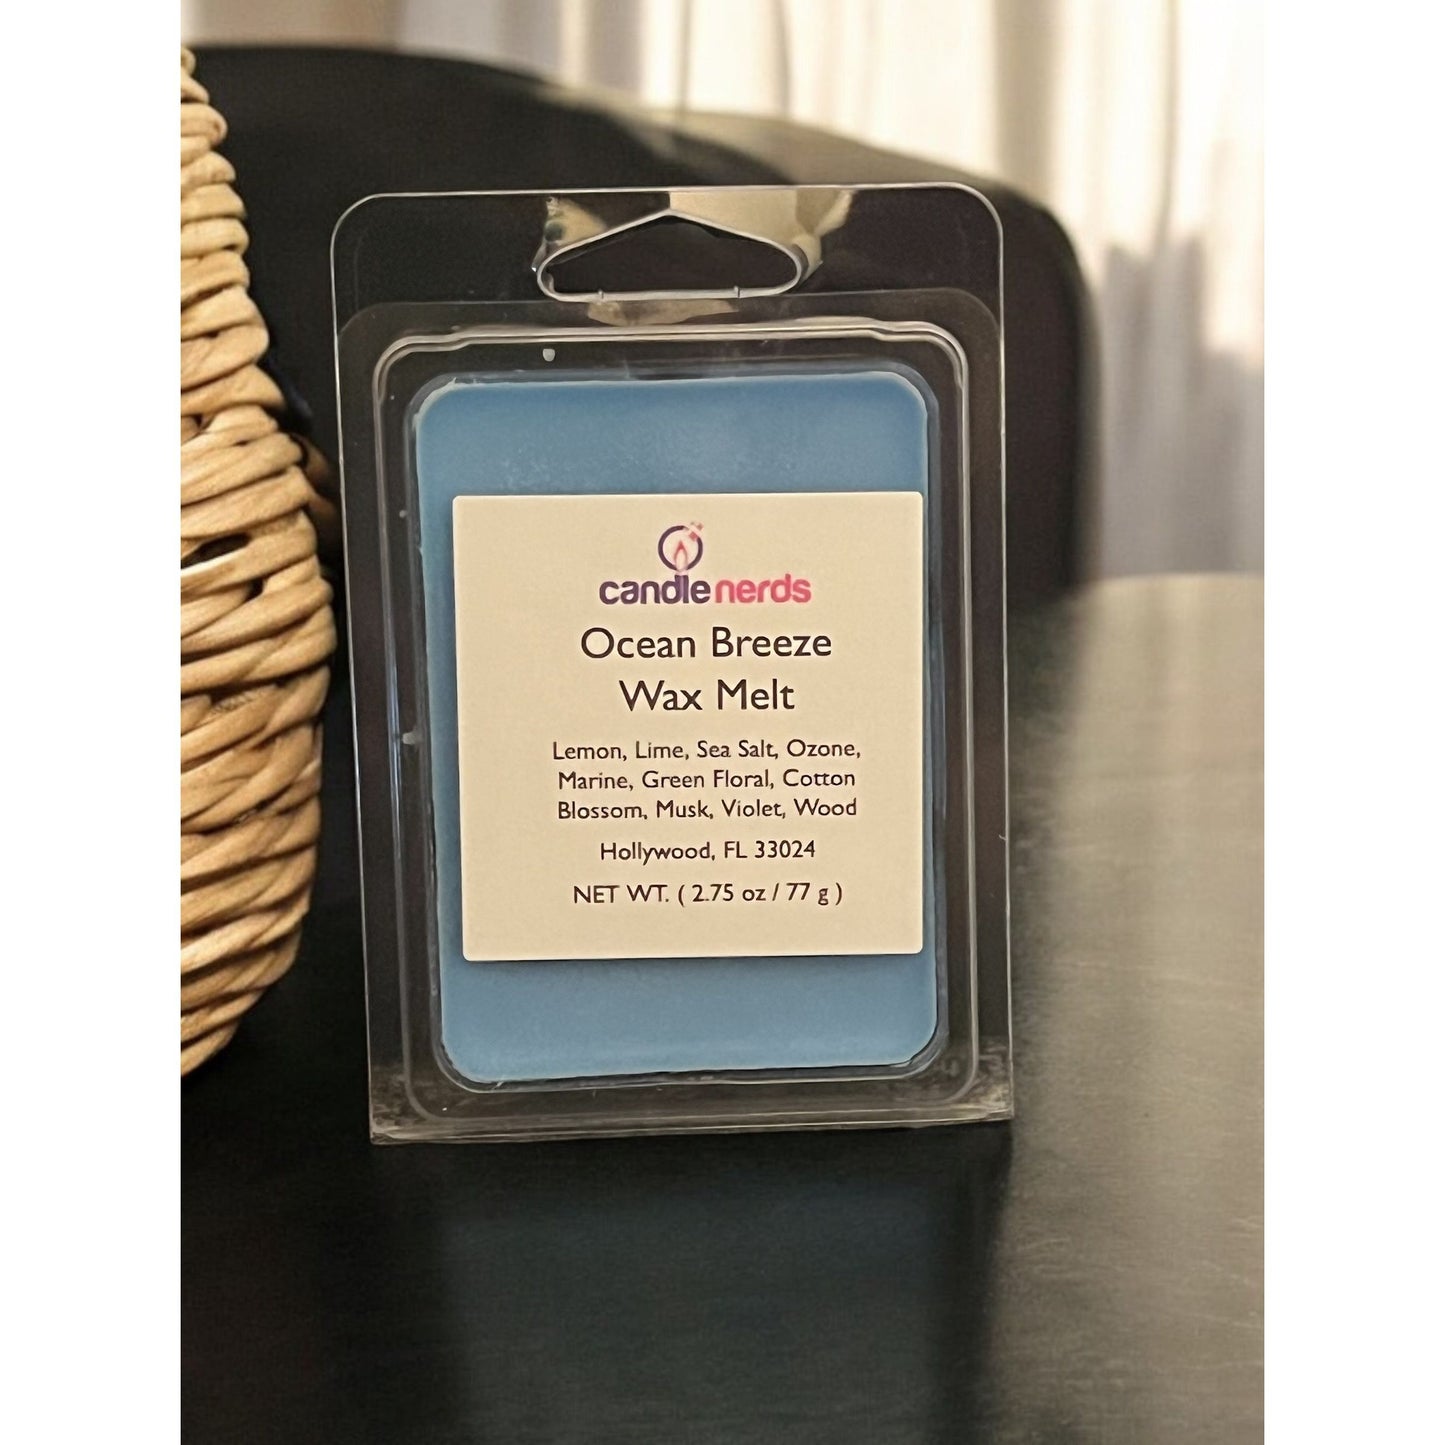 candle nerds
Ocean Breeze
Wax Melt
Lemon, Lime, Sea Salt, Ozone,
Marine, Green Floral, Cotton
Blossom, Musk, Violet, Wood
Hollywood, FL 33024
NET WT. ( 2.75 oz / 77 g )